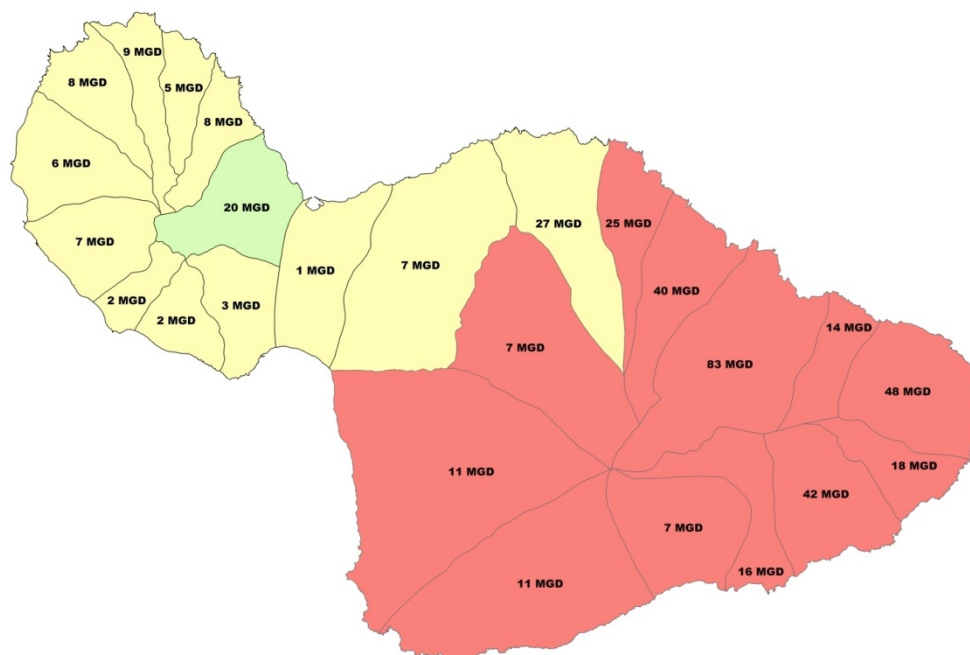 9 MGD
8 MGD
5 MGD
8 MGD
6 MGD
20 MGD
7 MGD
27 MGD
25 MGD
1 MGD
7 MGD
40 MGD
2 MGD
3 MGD
2 MGD
14 MGD
7 MGD
83 MGD
48 MGD
11 MGD
18 MGD
42 MGD
7 MGD
16 MGD
11 MGD